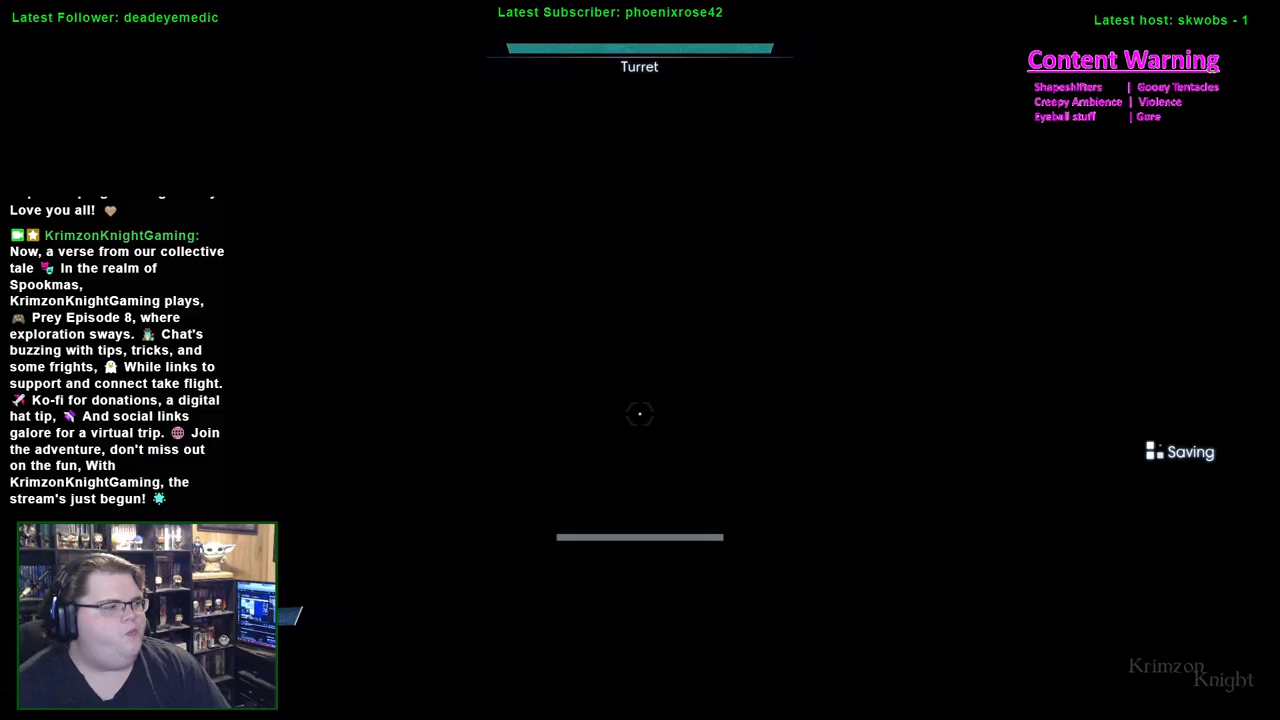 Latest Follower: deadeyemedic
Latest Subscriber: phoenixrose42
Latest host: skwobs - 1
Turret
Content Warning
Shapeshifters | Gooey Tentacles
Creepy Ambience | Violence
Eyeball stuff | Gore
Love you all!
KrimzonKnightGaming:
Now, a verse from our collective
tale In the realm of
Spookmas,
KrimzonKnightGaming plays,
Prey Episode 8, where
exploration sways. Chat's
buzzing with tips, tricks, and
some frights, While links to
support and connect take flight.
Ko-fi for donations, a digital
hat tip, And social links
galore for a virtual trip. Join
the adventure, don't miss out
on the fun, With
KrimzonKnightGaming, the
stream's just begun!
Saving
Krimzon
Knight